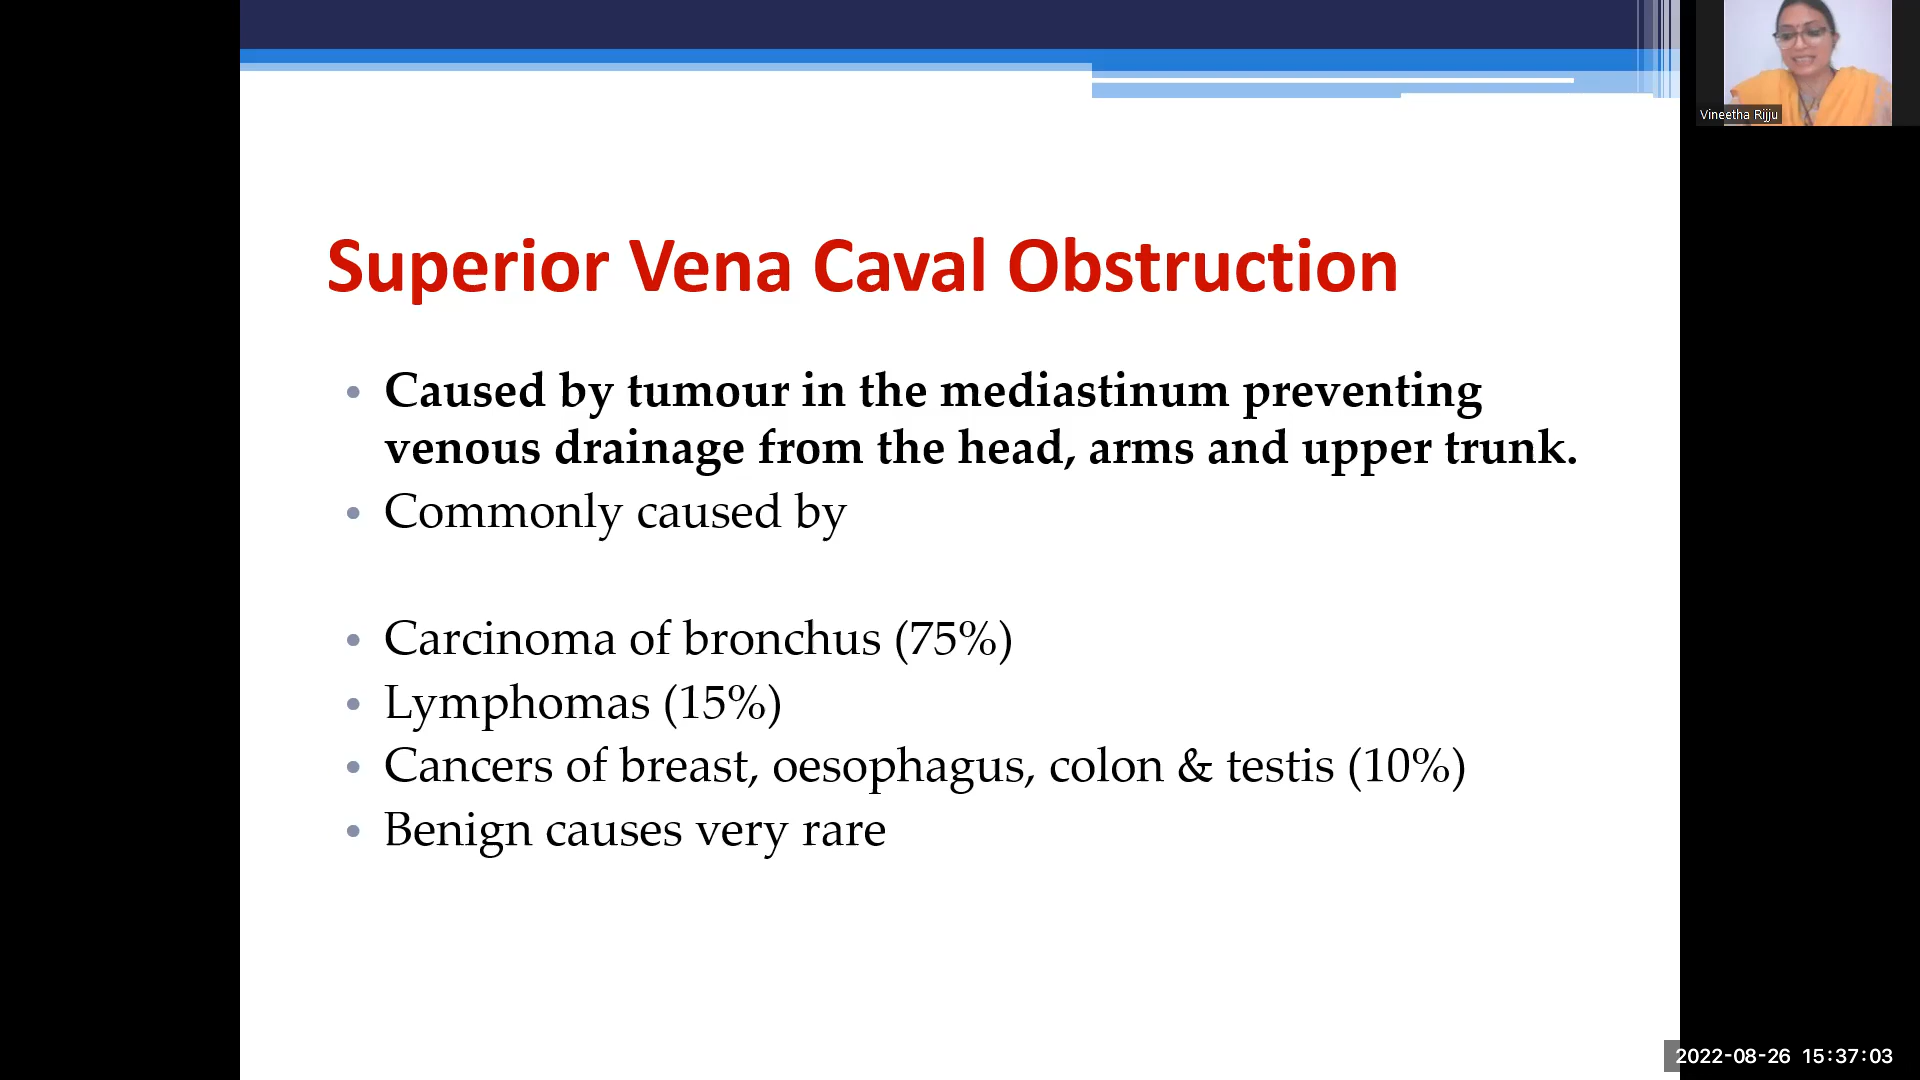 Vineetha Rijju
Superior Vena Caval Obstruction
• Caused by tumour in the mediastinum preventing
venous drainage from the head, arms and upper trunk.
• Commonly caused by
• Carcinoma of bronchus (75%)
• Lymphomas (15%)
• Cancers of breast, oesophagus, colon & testis (10%)
• Benign causes very rare
2022-08-26 15:37:03